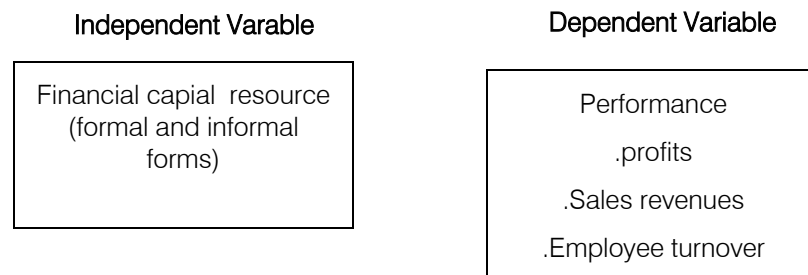 Independent Varable
Financial capial resource
(formal and informal
forms)
Dependent Variable
Performance
.profits
.Sales revenues
.Employee turnover